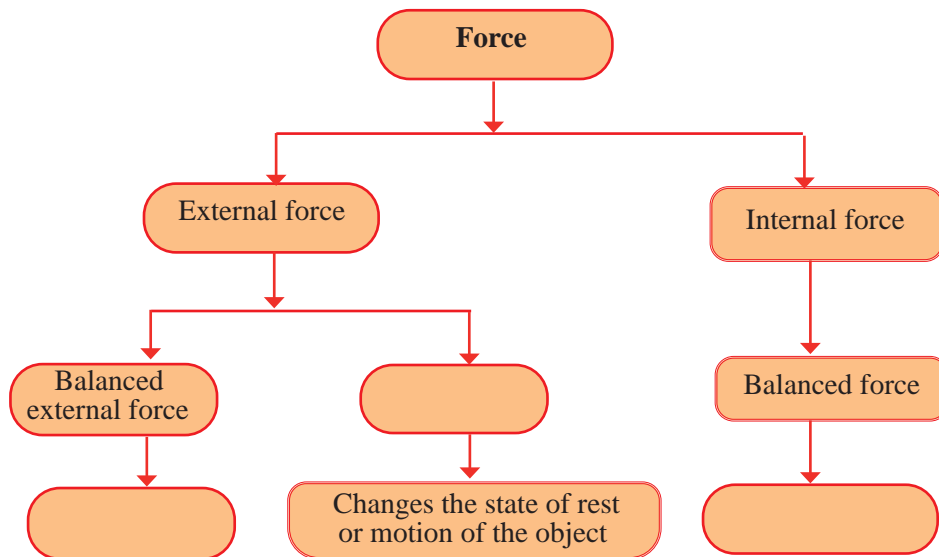 Force
External force
Internal force
Balanced
external force
Balanced force
Changes the state of rest
or motion of the object